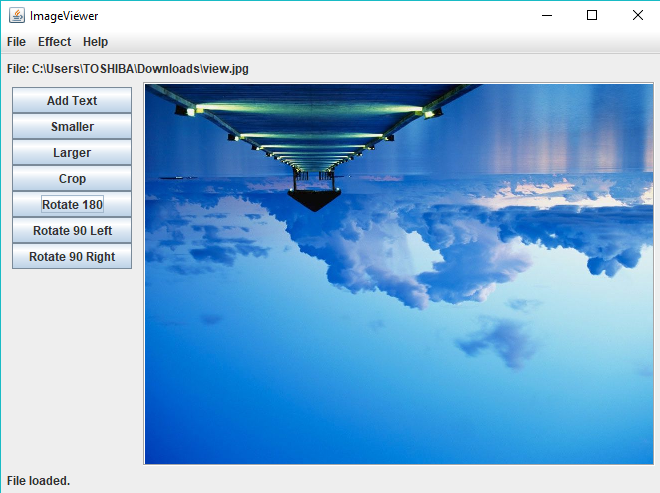 ImageViewer
File Effect Help
File: C:\Users\TOSHIBA\Downloads\view.jpg
Add Text
Smaller
Larger
Crop
Rotate 180
Rotate 90 Left
Rotate 90 Right
File loaded.